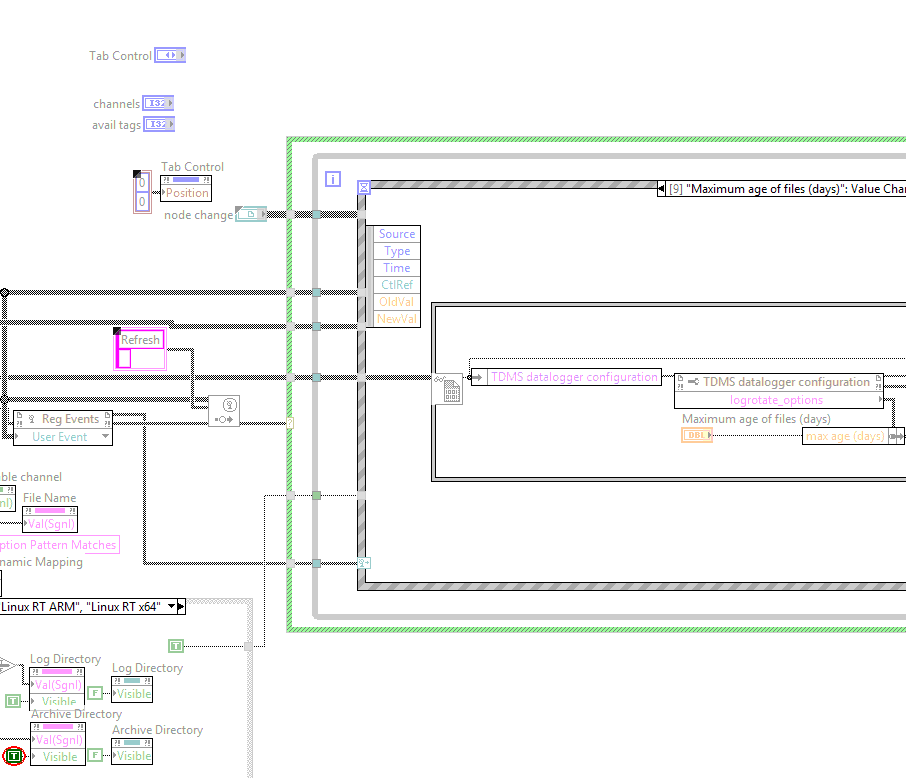 Tab Control
channels I32
avail tags I32
Tab Control
0
0
Position
node change
i
[9] "Maximum age of files (days)": Value Cha
Source
Type
Time
CtlRef
OldVal
NewVal
Refresh
TDMS datalogger configuration
TDMS datalogger configuration
logrotate_options
Maximum age of files (days)
DBL
max age (days)
Reg Events
User Event
ble channel
nl)
File Name
Val(Sgnl)
ption Pattern Matches
namic Mapping
Linux RT ARM", "Linux RT x64"
T
Log Directory
Val(Sgnl)
T
Visible
F
Log Directory
Visible
Archive Directory
Val(Sgnl)
T
Visible
F
Archive Directory
Visible